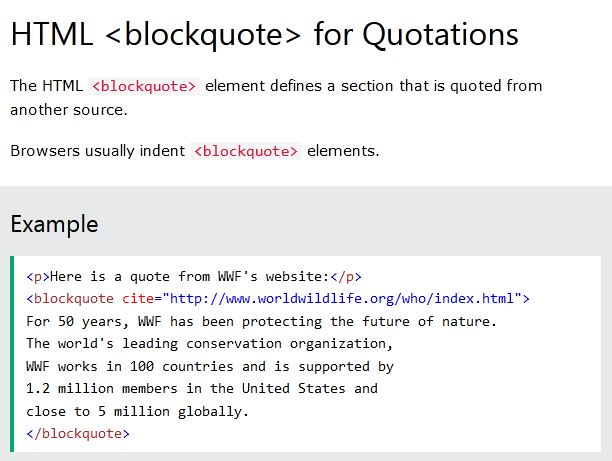 HTML <blockquote> for Quotations
The HTML <blockquote> element defines a section that is quoted from
another source.
Browsers usually indent <blockquote> elements.
Example
<p>Here is a quote from WWF's website:</p>
<blockquote cite="http://www.worldwildlife.org/who/index.html">
For 50 years, WWF has been protecting the future of nature.
The world's leading conservation organization,
WWF works in 100 countries and is supported by
1.2 million members in the United States and
close to 5 million globally.
</blockquote>